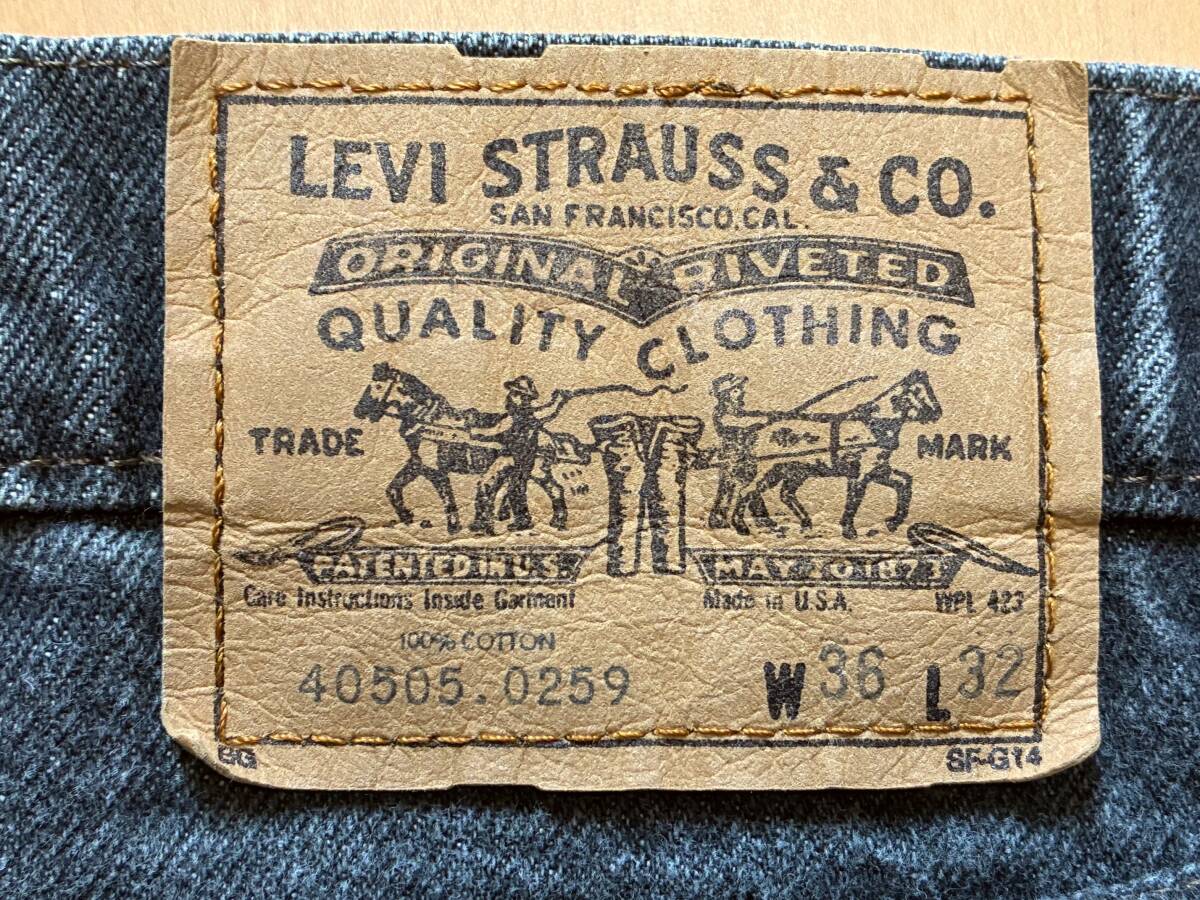 LEVI STRAUSS & CO.
SAN FRANCISCO, CAL.
ORIGINAL RIVETED
QUALITY CLOTHING
TRADE MARK
PATENTED IN U.S. MAY 20 1873
Care Instructions Inside Garment Made in U.S.A. WPL 423
100% COTTON
40505.0259 W 36 L 32
SF-G14